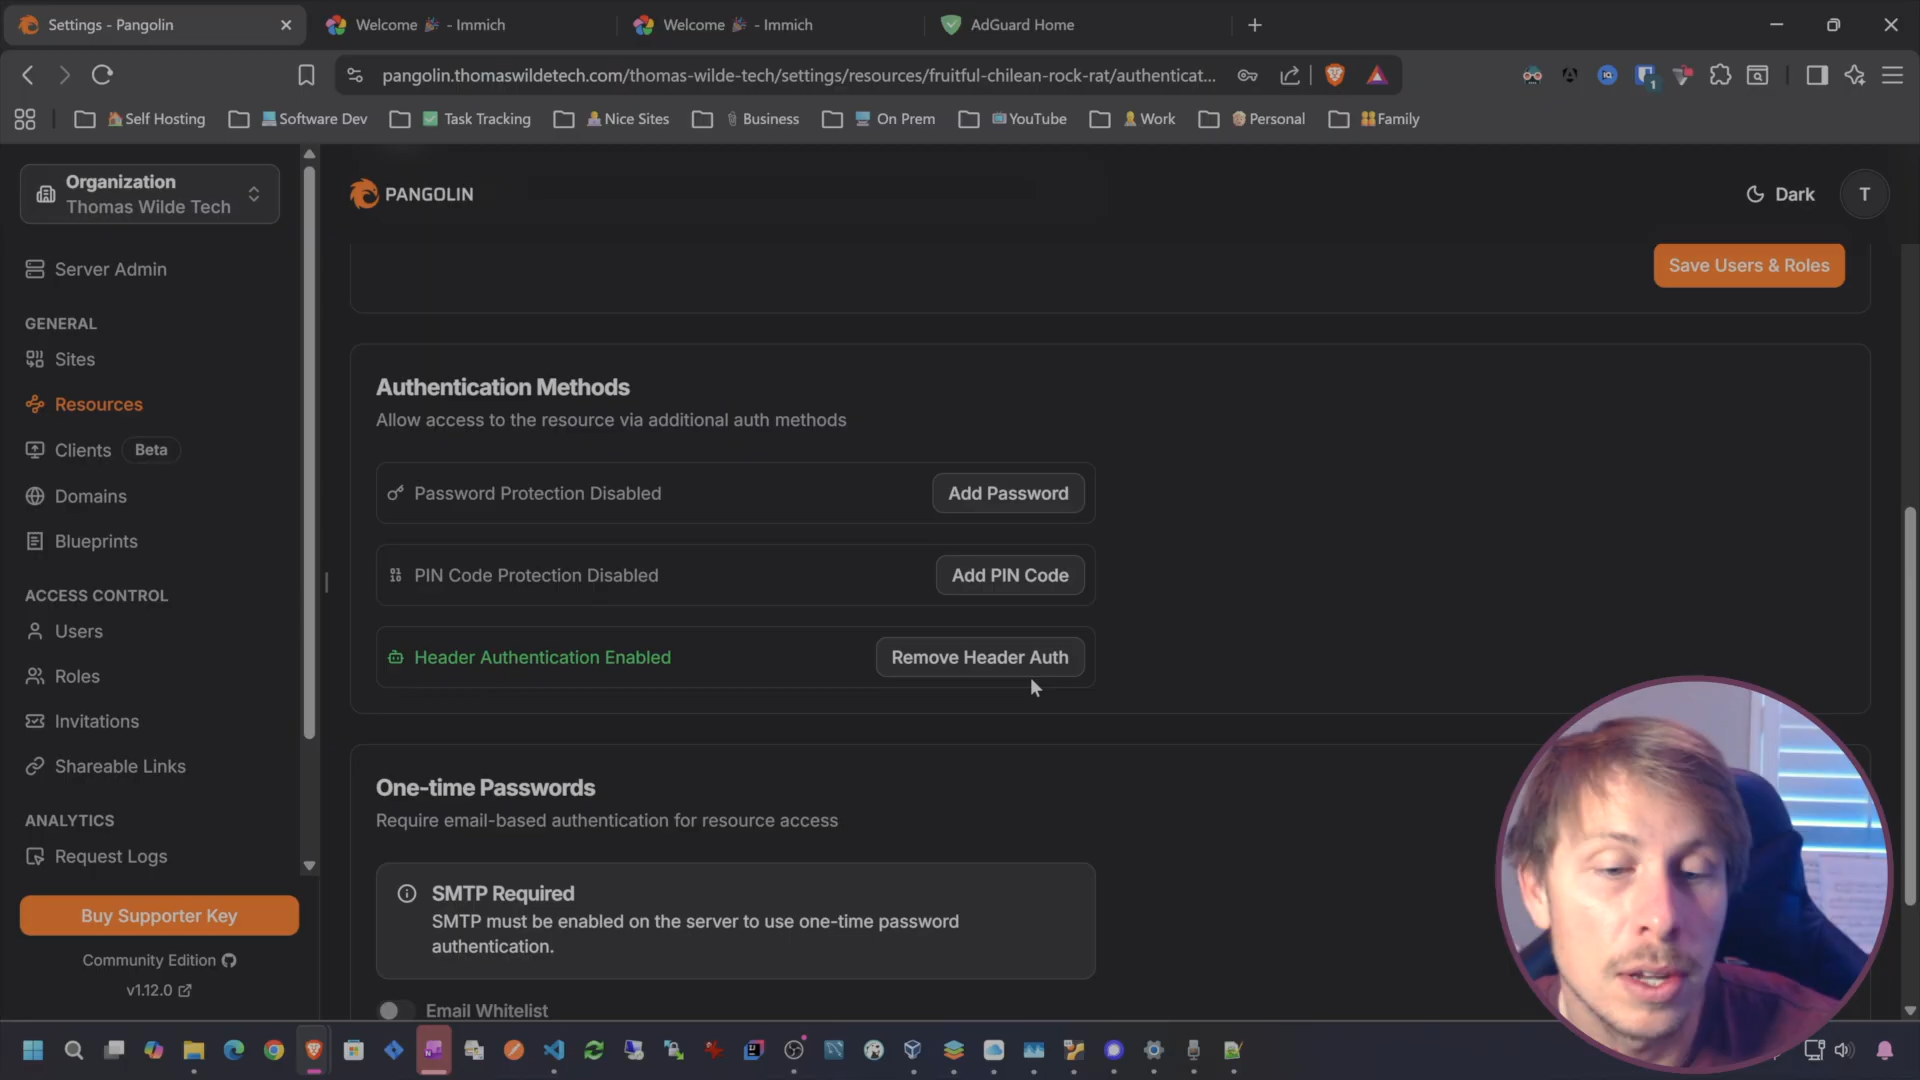 Settings - Pangolin
Welcome 🎉 - Immich
Welcome 🎉 - Immich
AdGuard Home
pangolin.thomaswildetech.com/thomas-wilde-tech/settings/resources/fruitful-chilean-rock-rat/authenticat...
1
Self Hosting
Software Dev
Task Tracking
Nice Sites
Business
On Prem
YouTube
Work
Personal
Family
Organization
Thomas Wilde Tech
PANGOLIN
Dark
T
Server Admin
GENERAL
Sites
Resources
Clients
Beta
Domains
Blueprints
ACCESS CONTROL
Users
Roles
Invitations
Shareable Links
ANALYTICS
Request Logs
Buy Supporter Key
Community Edition
v1.12.0
Save Users & Roles
Authentication Methods
Allow access to the resource via additional auth methods
Password Protection Disabled
Add Password
PIN Code Protection Disabled
Add PIN Code
Header Authentication Enabled
Remove Header Auth
One-time Passwords
Require email-based authentication for resource access
SMTP Required
SMTP must be enabled on the server to use one-time password
authentication.
Email Whitelist